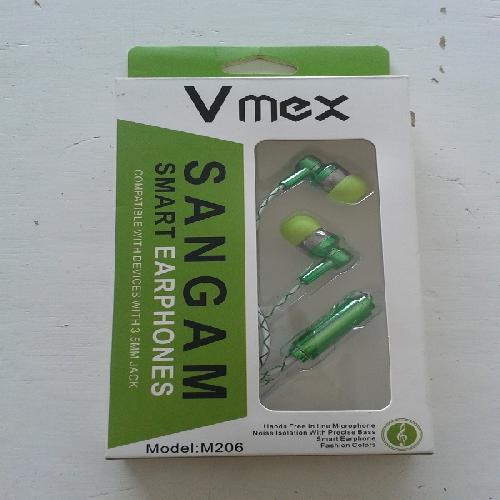 Vmex
SANGAM
SMART EARPHONES
COMPATIBLE WITH DEVICES WITH 3.5MM JACK
Hands Free In Line Microphone
Noise Isolation With Precise Bass
Smart Earphone
Fashion Colors
Model:M206